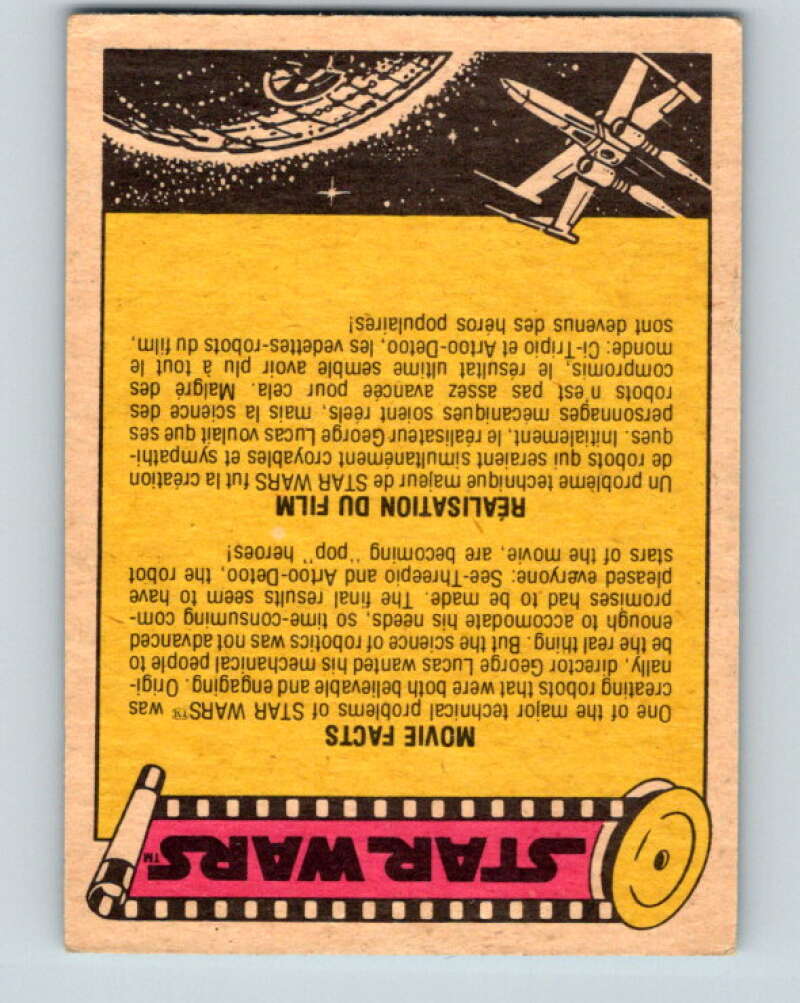 STAR WARS™
MOVIE FACTS
One of the major technical problems of STAR WARS™ was
creating robots that were both believable and engaging. Origi-
nally, director George Lucas wanted his mechanical people to
be the real thing. But the science of robotics was not advanced
enough to accomodate his needs, so time-consuming com-
promises had to be made. The final results seem to have
pleased everyone: See-Threepio and Artoo-Detoo, the robot
stars of the movie, are becoming "pop" heroes!
RÉALISATION DU FILM
Un problème technique majeur de STAR WARS fut la création
de robots qui seraient simultanément croyables et sympathi-
ques. Initialement, le réalisateur George Lucas voulait que ses
personnages mécaniques soient réels, mais la science des
robots n'est pas assez avancée pour cela. Malgré des
compromis, le résultat ultime semble avoir plu à tout le
monde: Ci-Tripio et Artoo-Detoo, les vedettes-robots du film,
sont devenus des héros populaires!